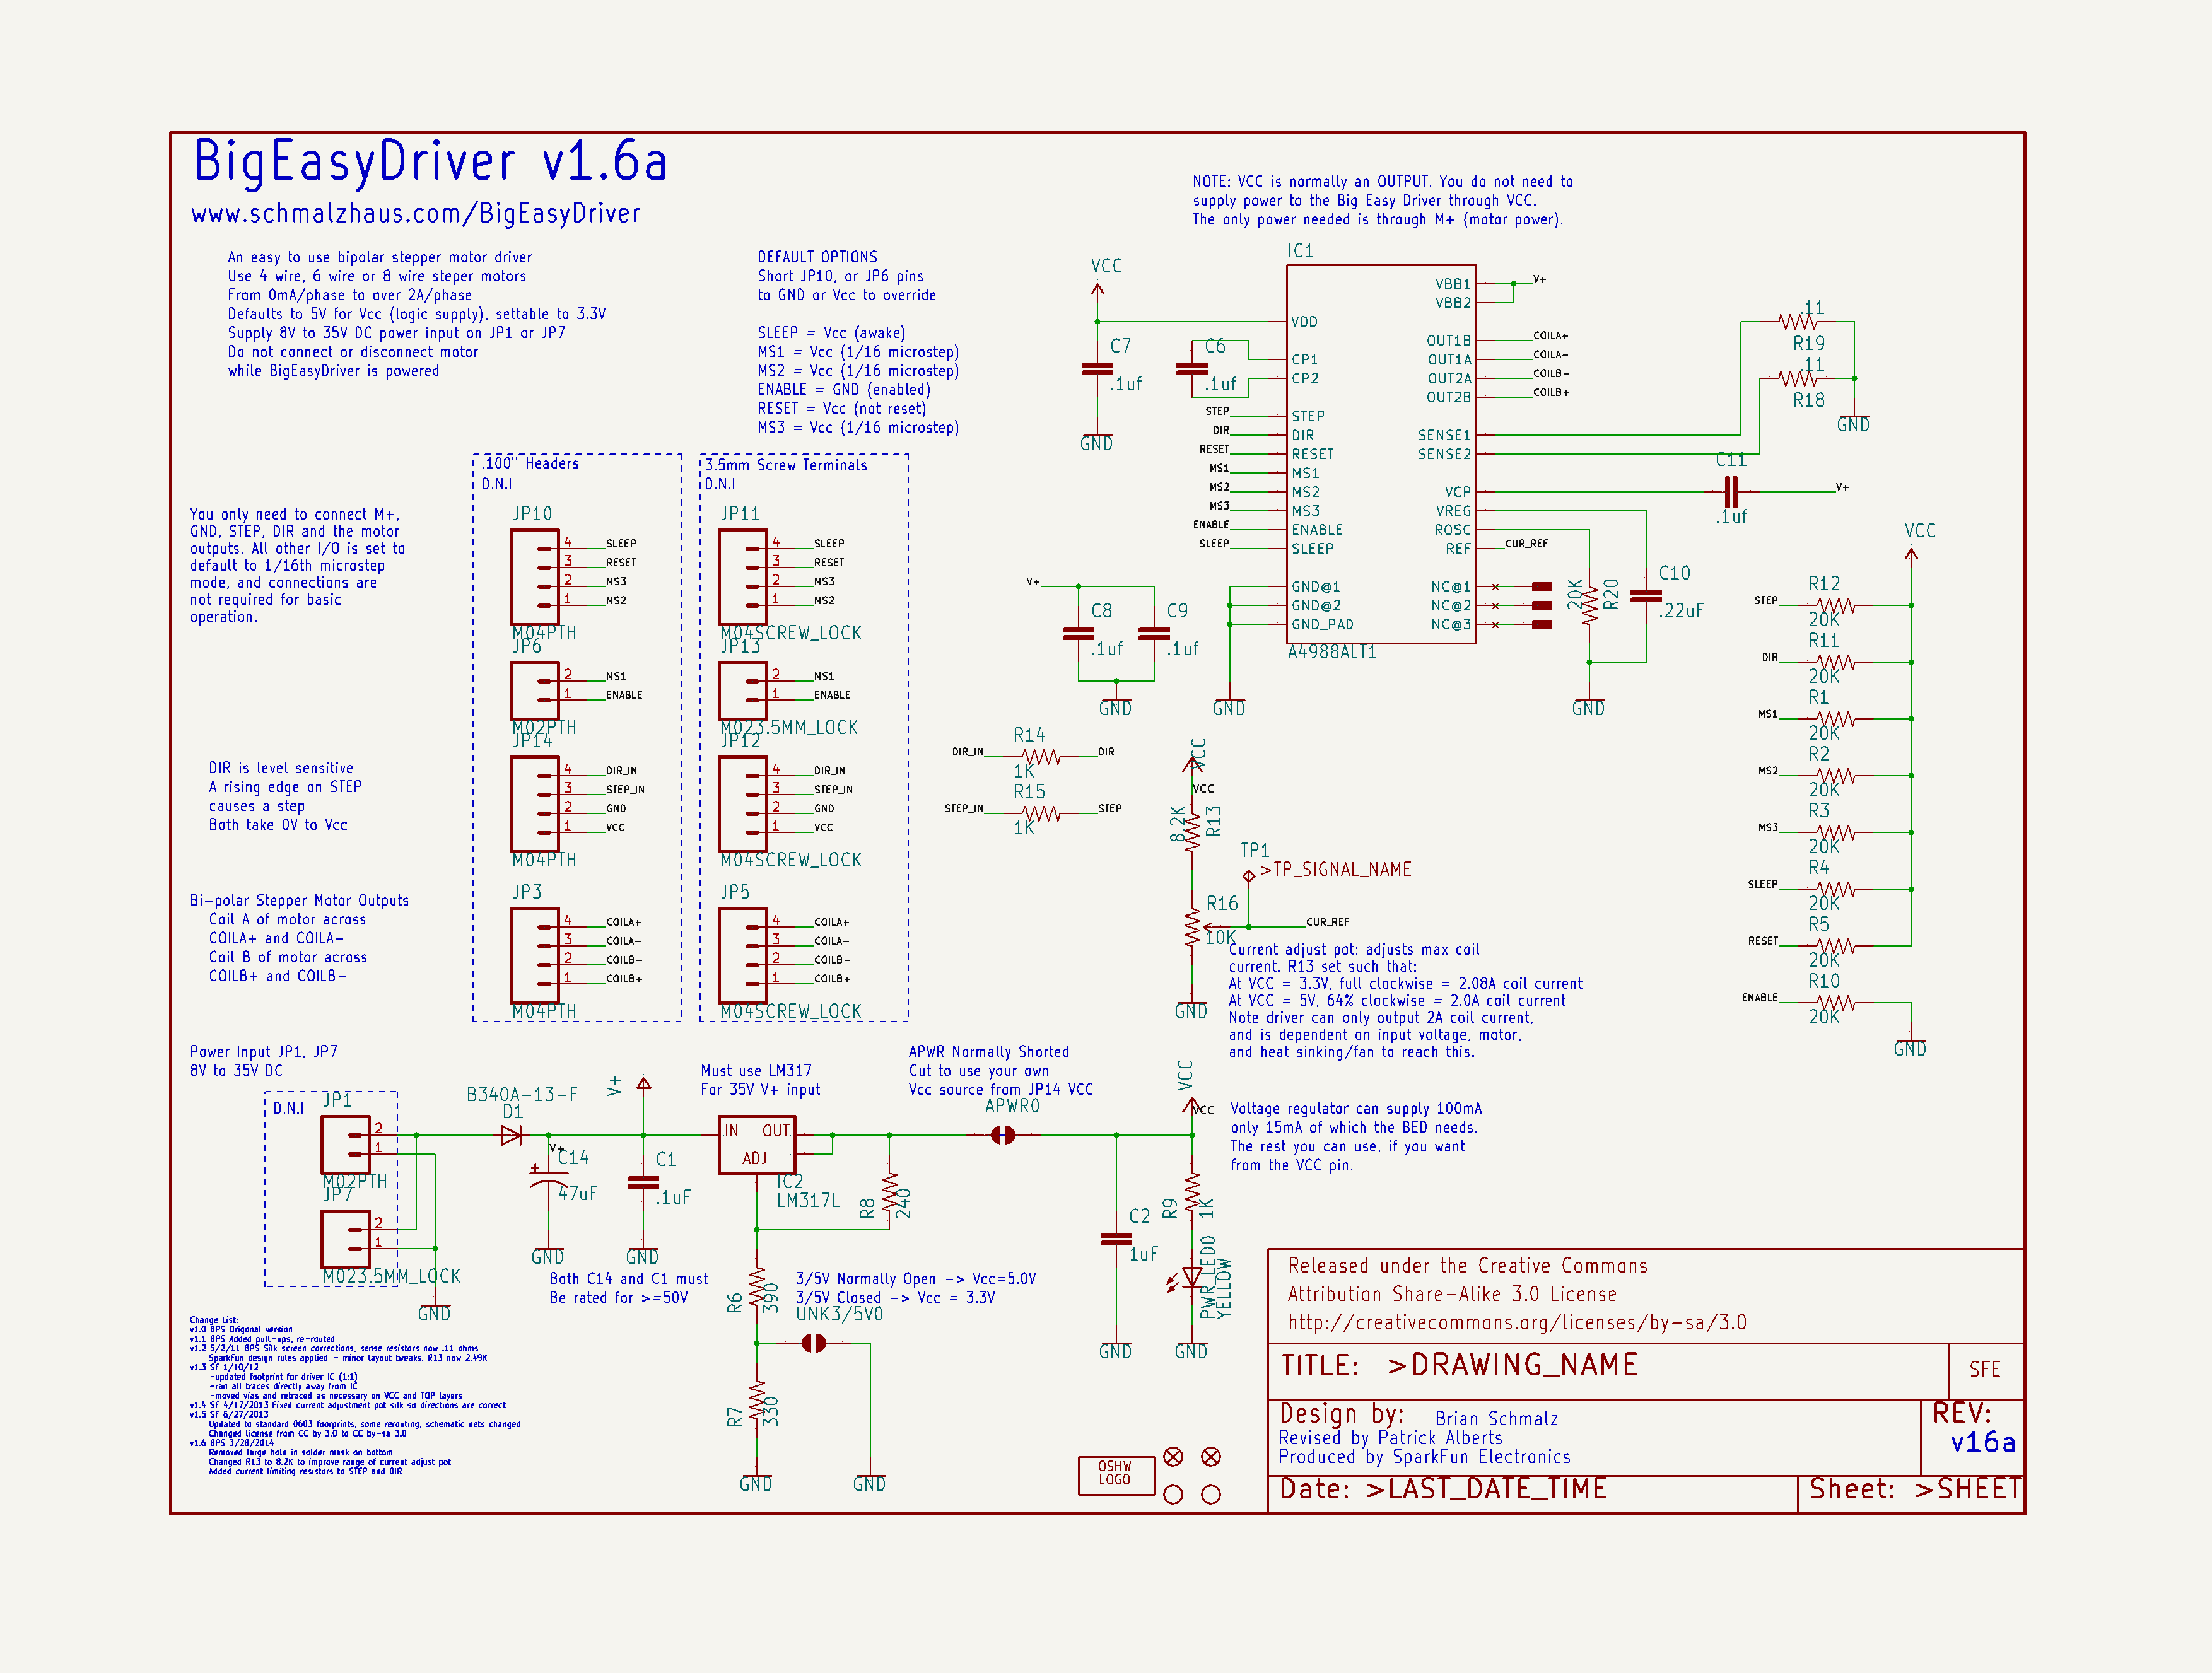 BigEasyDriver v1.6a
www.schmalzhaus.com/BigEasyDriver
An easy to use bipolar stepper motor driver
Use 4 wire, 6 wire or 8 wire steper motors
From 0mA/phase to over 2A/phase
Defaults to 5V for Vcc (logic supply), settable to 3.3V
Supply 8V to 35V DC power input on JP1 or JP7
Do not connect or disconnect motor
while BigEasyDriver is powered
DEFAULT OPTIONS
Short JP10, or JP6 pins
to GND or Vcc to override
SLEEP = Vcc (awake)
MS1 = Vcc (1/16 microstep)
MS2 = Vcc (1/16 microstep)
ENABLE = GND (enabled)
RESET = Vcc (not reset)
MS3 = Vcc (1/16 microstep)
NOTE: VCC is normally an OUTPUT. You do not need to
supply power to the Big Easy Driver through VCC.
The only power needed is through M+ (motor power).
IC1
VCC
VDD
C7
.1uf
GND
C6
.1uf
CP1
CP2
STEP
STEP
DIR
DIR
RESET
RESET
MS1
MS1
MS2
MS2
MS3
MS3
ENABLE
ENABLE
SLEEP
SLEEP
GND@1
GND@2
GND_PAD
A4988ALT1
GND
VBB1
VBB2
V+
OUT1B
COILA+
OUT1A
COILA-
OUT2A
COILB-
OUT2B
COILB+
SENSE1
SENSE2
VCP
VREG
ROSC
REF
CUR_REF
NC@1
NC@2
NC@3
.11
R19
.11
R18
GND
C11
.1uf
V+
20K
R20
C10
.22uF
GND
V+
C8
.1uf
C9
.1uf
GND
VCC
STEP
R12
20K
DIR
R11
20K
MS1
R1
20K
MS2
R2
20K
MS3
R3
20K
SLEEP
R4
20K
RESET
R5
20K
ENABLE
R10
20K
GND
.100" Headers
D.N.I
JP10
4 SLEEP
3 RESET
2 MS3
1 MS2
M04PTH
JP6
2 MS1
1 ENABLE
M02PTH
JP14
4 DIR_IN
3 STEP_IN
2 GND
1 VCC
M04PTH
JP3
4 COILA+
3 COILA-
2 COILB-
1 COILB+
M04PTH
3.5mm Screw Terminals
D.N.I
JP11
4 SLEEP
3 RESET
2 MS3
1 MS2
M04SCREW_LOCK
JP13
2 MS1
1 ENABLE
M023.5MM_LOCK
JP12
4 DIR_IN
3 STEP_IN
2 GND
1 VCC
M04SCREW_LOCK
JP5
4 COILA+
3 COILA-
2 COILB-
1 COILB+
M04SCREW_LOCK
You only need to connect M+,
GND, STEP, DIR and the motor
outputs. All other I/O is set to
default to 1/16th microstep
mode, and connections are
not required for basic
operation.
DIR is level sensitive
A rising edge on STEP
causes a step
Both take 0V to Vcc
Bi-polar Stepper Motor Outputs
Coil A of motor across
COILA+ and COILA-
Coil B of motor across
COILB+ and COILB-
DIR_IN
R14
1K
DIR
STEP_IN
R15
1K
STEP
VCC
VCC
8.2K
R13
TP1
>TP_SIGNAL_NAME
R16
10K
CUR_REF
GND
Current adjust pot: adjusts max coil
current. R13 set such that:
At VCC = 3.3V, full clockwise = 2.08A coil current
At VCC = 5V, 64% clockwise = 2.0A coil current
Note driver can only output 2A coil current,
and is dependent on input voltage, motor,
and heat sinking/fan to reach this.
Power Input JP1, JP7
8V to 35V DC
D.N.I
JP1
2
1
M02PTH
JP7
2
1
M023.5MM_LOCK
GND
B340A-13-F
D1
V+
V+
C14
47uF
GND
C1
.1uF
GND
Both C14 and C1 must
Be rated for >=50V
Must use LM317
For 35V V+ input
IN OUT
ADJ
IC2
LM317L
R8
240
R6
390
3/5V Normally Open -> Vcc=5.0V
3/5V Closed -> Vcc = 3.3V
UNK3/5V0
R7
330
GND
GND
APWR Normally Shorted
Cut to use your own
Vcc source from JP14 VCC
APWR0
VCC
VCC
Voltage regulator can supply 100mA
only 15mA of which the BED needs.
The rest you can use, if you want
from the VCC pin.
C2
1uF
GND
R9
1K
PWR_LED0
YELLOW
GND
Change List:
v1.0 BPS Origonal version
v1.1 BPS Added pull-ups, re-routed
v1.2 5/2/11 BPS Silk screen corrections, sense resistors now .11 ohms
SparkFun design rules applied - minor layout tweaks, R13 now 2.49K
v1.3 SF 1/10/12
-updated footprint for driver IC (1:1)
-ran all traces directly away from IC
-moved vias and retraced as necessary on VCC and TOP layers
v1.4 SF 4/17/2013 Fixed current adjustment pot silk so directions are correct
v1.5 SF 6/27/2013
Updated to standard 0603 foorprints, some rerouting, schematic nets changed
Changed license from CC by 3.0 to CC by-sa 3.0
v1.6 BPS 3/28/2014
Removed large hole in solder mask on bottom
Changed R13 to 8.2K to improve range of current adjust pot
Added current limiting resistors to STEP and DIR
OSHW
LOGO
Released under the Creative Commons
Attribution Share-Alike 3.0 License
http://creativecommons.org/licenses/by-sa/3.0
TITLE: >DRAWING_NAME
SFE
Design by: Brian Schmalz
Revised by Patrick Alberts
Produced by SparkFun Electronics
REV:
v16a
Date: >LAST_DATE_TIME
Sheet: >SHEET